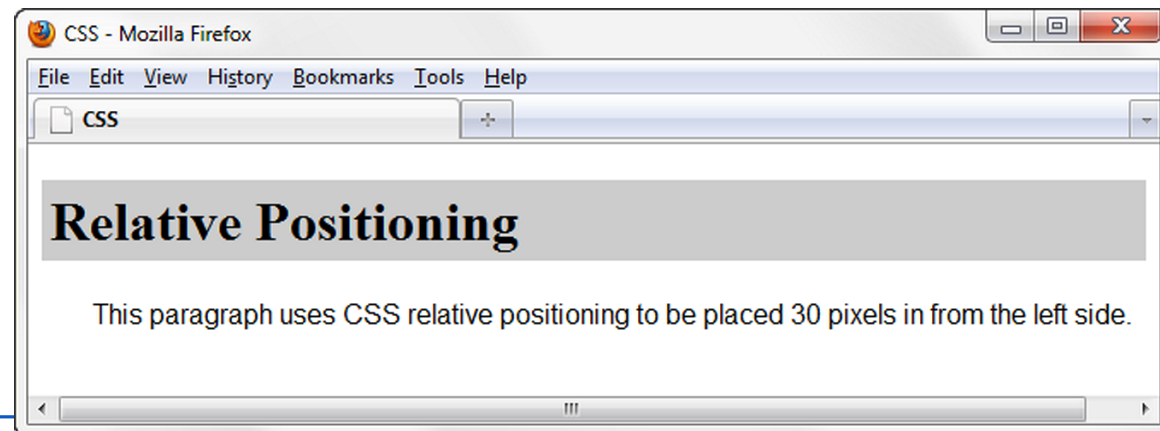 CSS - Mozilla Firefox
File Edit View History Bookmarks Tools Help
CSS
Relative Positioning
This paragraph uses CSS relative positioning to be placed 30 pixels in from the left side.